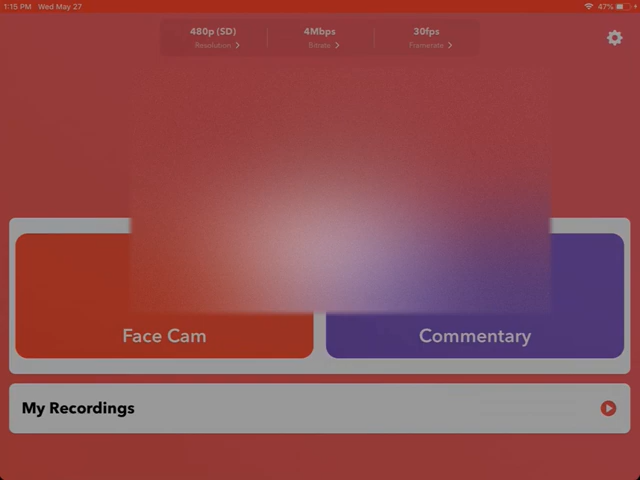 1:15 PM Wed May 27 47%
480p (SD) 4Mbps 30fps
Resolution > Bitrate > Framerate >
Face Cam Commentary
My Recordings